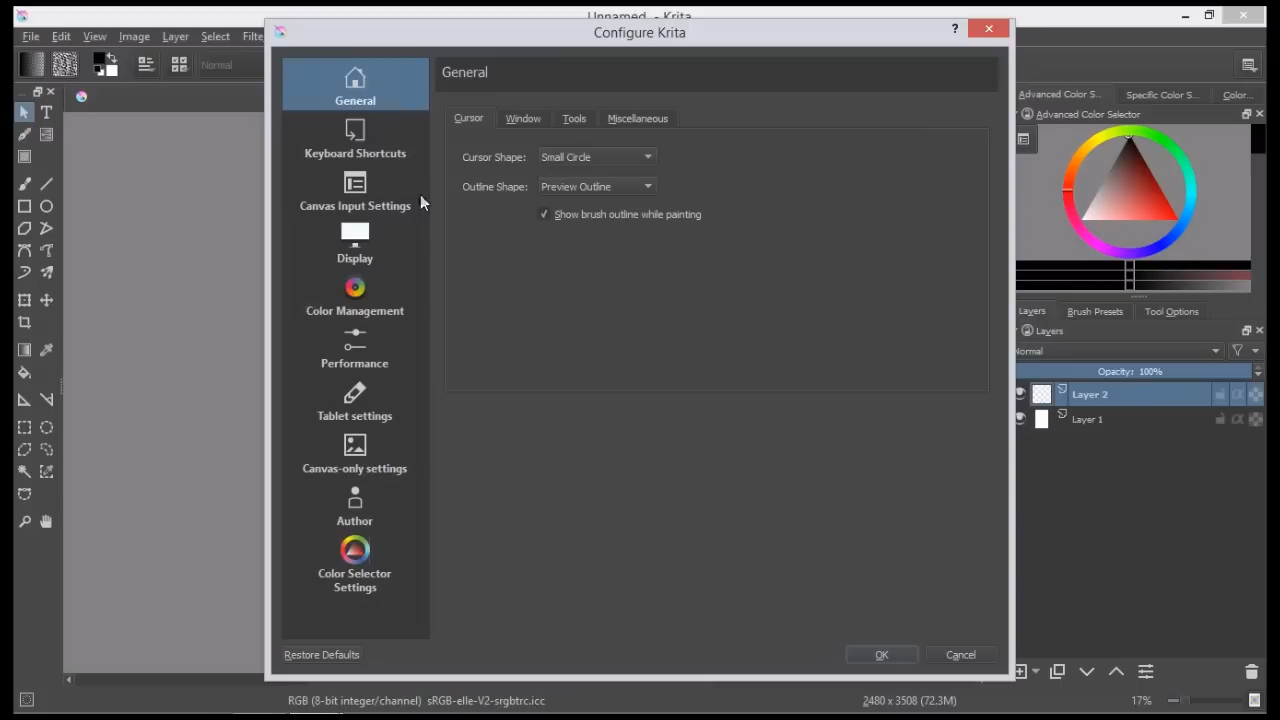 Unnamed - Krita
File Edit View Image Layer Select Filte
Configure Krita
?
Normal
General
Keyboard Shortcuts
Canvas Input Settings
Display
Color Management
Performance
Tablet settings
Canvas-only settings
Author
Color Selector
Settings
General
Cursor Window Tools Miscellaneous
Cursor Shape: Small Circle
Outline Shape: Preview Outline
Show brush outline while painting
Restore Defaults
OK
Cancel
Advanced Color S... Specific Color S... Color...
Advanced Color Selector
Layers Brush Presets Tool Options
Layers
Normal
Opacity: 100%
Layer 2
Layer 1
RGB (8-bit integer/channel) sRGB-elle-V2-srgbtrc.icc
2480 x 3508 (72.3M)
17%